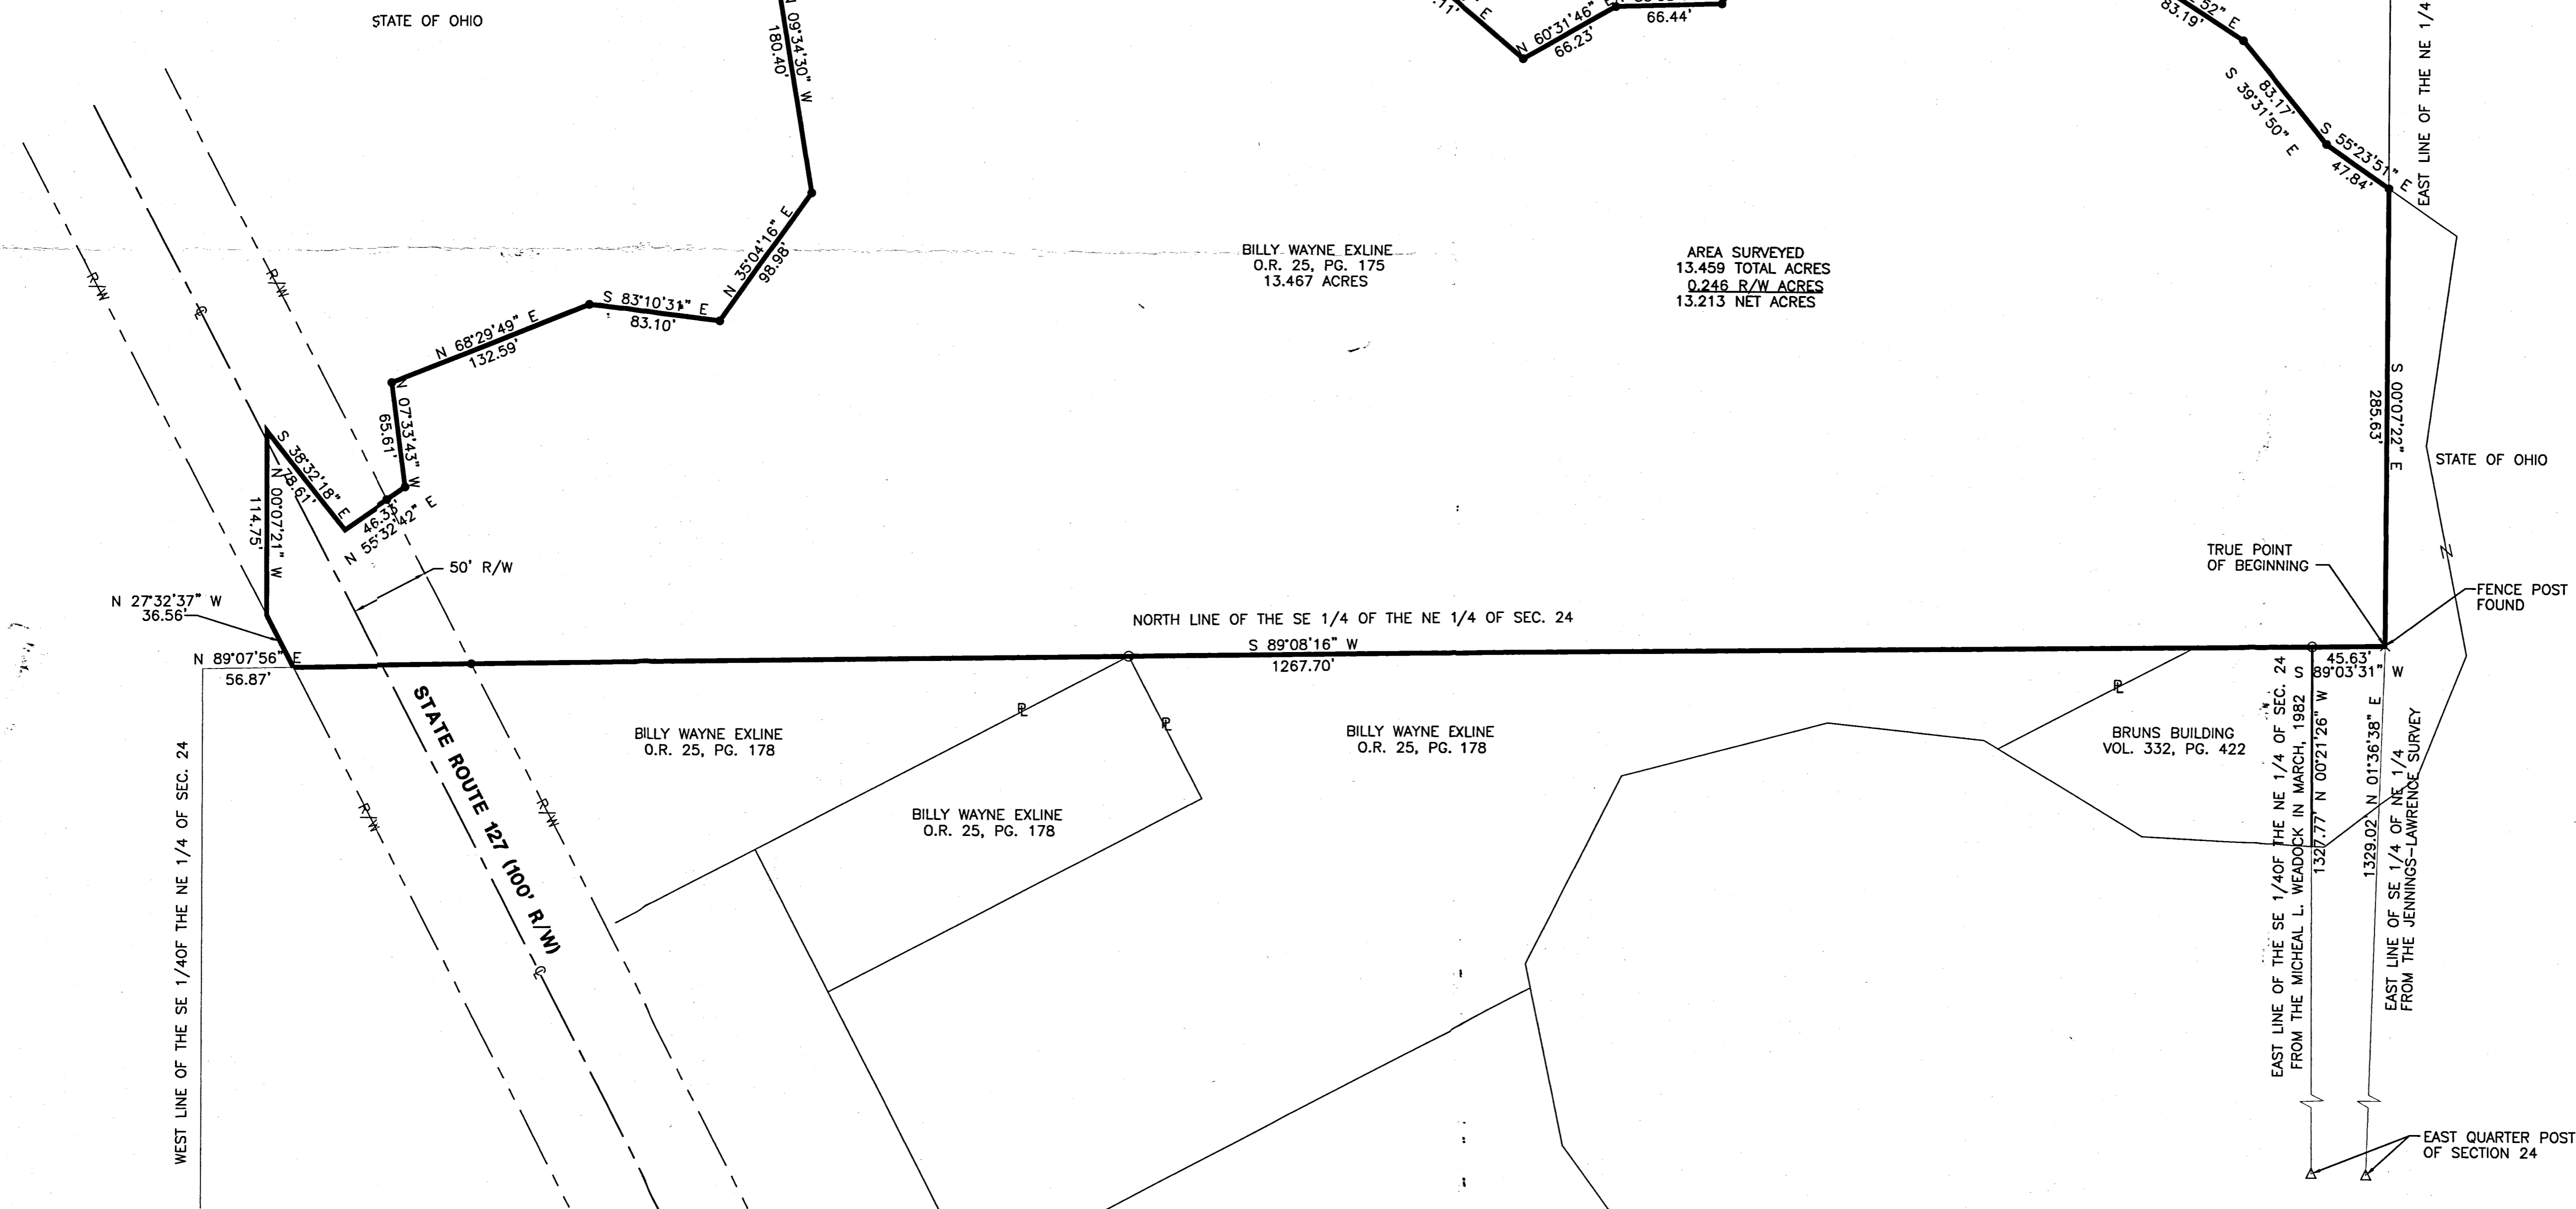 STATE OF OHIO
N 09°34'30" W
180.40'
.11'
E
N 60°31'46" E
66.23'
66.44'
52" E
83.19'
83.17'
S 39°31'50" E
S 55°23'51" E
47.84'
EAST LINE OF THE NE 1/4
R/W
R/W
N 35°04'16" E
98.98'
BILLY WAYNE EXLINE
O.R. 25, PG. 175
13.467 ACRES
AREA SURVEYED
13.459 TOTAL ACRES
0.246 R/W ACRES
13.213 NET ACRES
S 83°10'31" E
83.10'
N 68°29'49" E
132.59'
N 07°33'43" W
65.61'
S 38°32'18" E
78.61'
N 00°07'21" W
114.75'
46.33'
N 55°32'42" E
S 00°07'22" E
285.63'
STATE OF OHIO
50' R/W
TRUE POINT
OF BEGINNING
FENCE POST
FOUND
N 27°32'37" W
36.56'
NORTH LINE OF THE SE 1/4 OF THE NE 1/4 OF SEC. 24
S 89°08'16" W
1267.70'
N 89°07'56" E
56.87'
45.63'
S 89°03'31" W
STATE ROUTE 127 (100' R/W)
R/W
R/W
BILLY WAYNE EXLINE
O.R. 25, PG. 178
BILLY WAYNE EXLINE
O.R. 25, PG. 178
BILLY WAYNE EXLINE
O.R. 25, PG. 178
BRUNS BUILDING
VOL. 332, PG. 422
WEST LINE OF THE SE 1/4OF THE NE 1/4 OF SEC. 24
EAST LINE OF THE SE 1/4OF THE NE 1/4 OF SEC. 24
FROM THE MICHEAL L. WEADOCK IN MARCH, 1982
1327.77' N 00°21'26" W
1329.02' N 01°36'38" E
EAST LINE OF SE 1/4 OF NE 1/4
FROM THE JENNINGS-LAWRENCE SURVEY
EAST QUARTER POST
OF SECTION 24